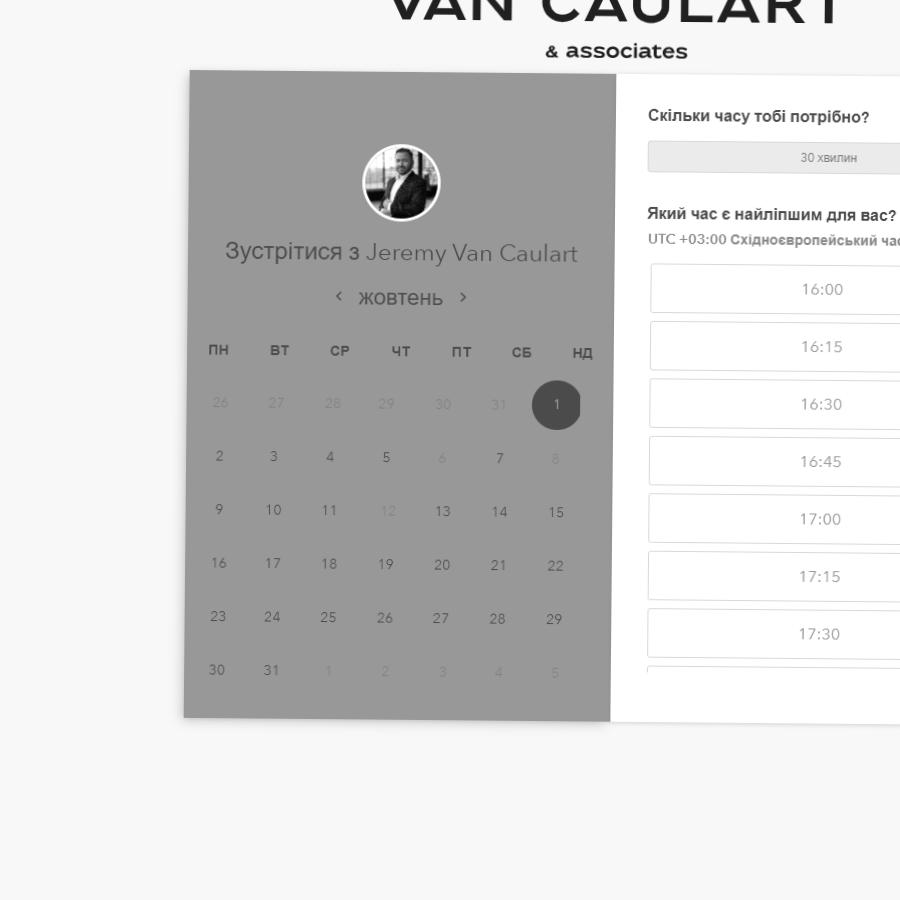 VAN CAULART
& associates
Зустрітися з Jeremy Van Caulart
жовтень
ПН ВТ СР ЧТ ПТ СБ НД
26 27 28 29 30 31 1
2 3 4 5 6 7 8
9 10 11 12 13 14 15
16 17 18 19 20 21 22
23 24 25 26 27 28 29
30 31 1 2 3 4 5
Скільки часу тобі потрібно?
30 хвилин
Який час є найліпшим для вас?
UTC +03:00 Східноєвропейський
16:00
16:15
16:30
16:45
17:00
17:15
17:30